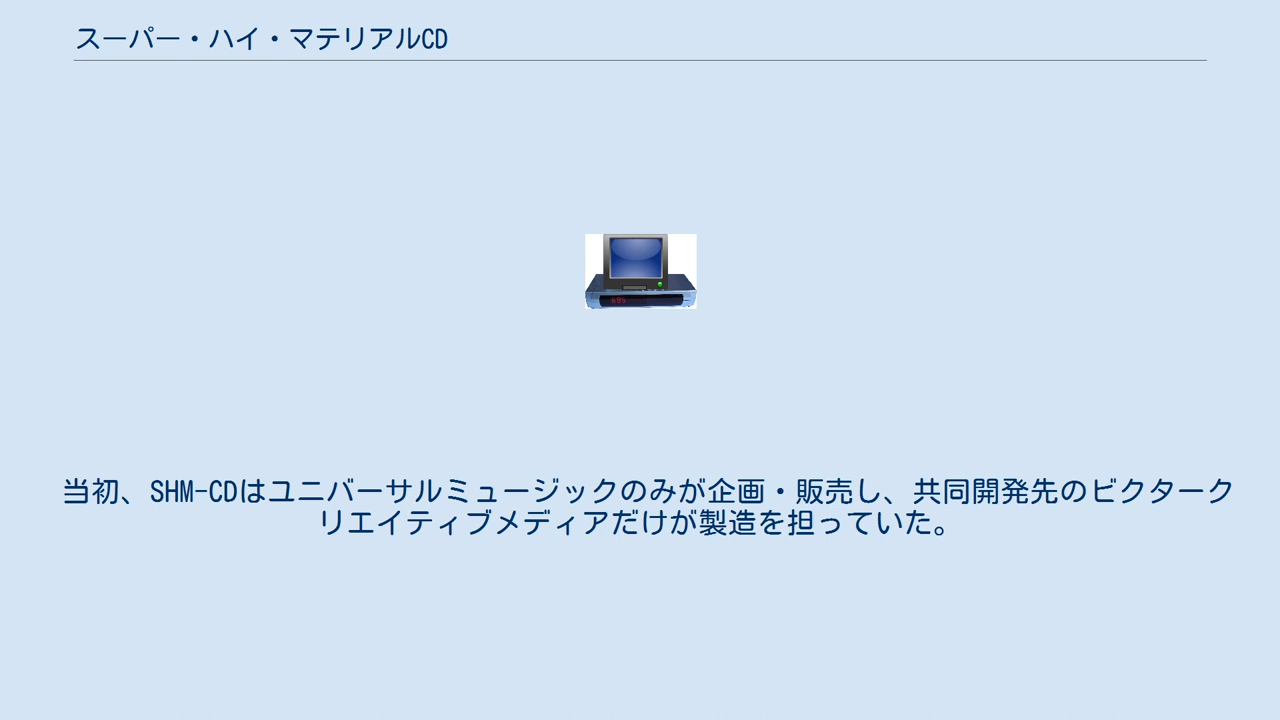 スーパー・ハイ・マテリアルCD
当初、SHM-CDはユニバーサルミュージックのみが企画・販売し、共同開発先のビクターク
リエイティブメディアだけが製造を担っていた。